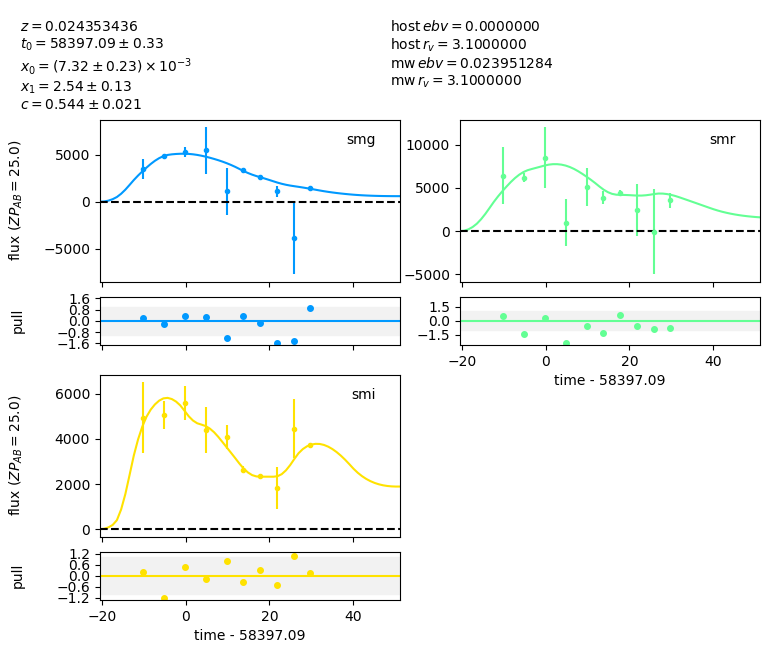 z = 0.024353436
t₀ = 58397.09 ± 0.33
x₀ = (7.32 ± 0.23) × 10⁻³
x₁ = 2.54 ± 0.13
c = 0.544 ± 0.021
host ebv = 0.0000000
host r_v = 3.1000000
mw ebv = 0.023951284
mw r_v = 3.1000000
flux (ZP_AB = 25.0)
5000
0
−5000
smg
10000
5000
0
−5000
smr
pull
1.6
0.8
0.0
−0.8
−1.6
1.5
0.0
−1.5
−20
0
20
40
time - 58397.09
flux (ZP_AB = 25.0)
6000
4000
2000
0
smi
pull
1.2
0.6
0.0
−0.6
−1.2
−20
0
20
40
time - 58397.09